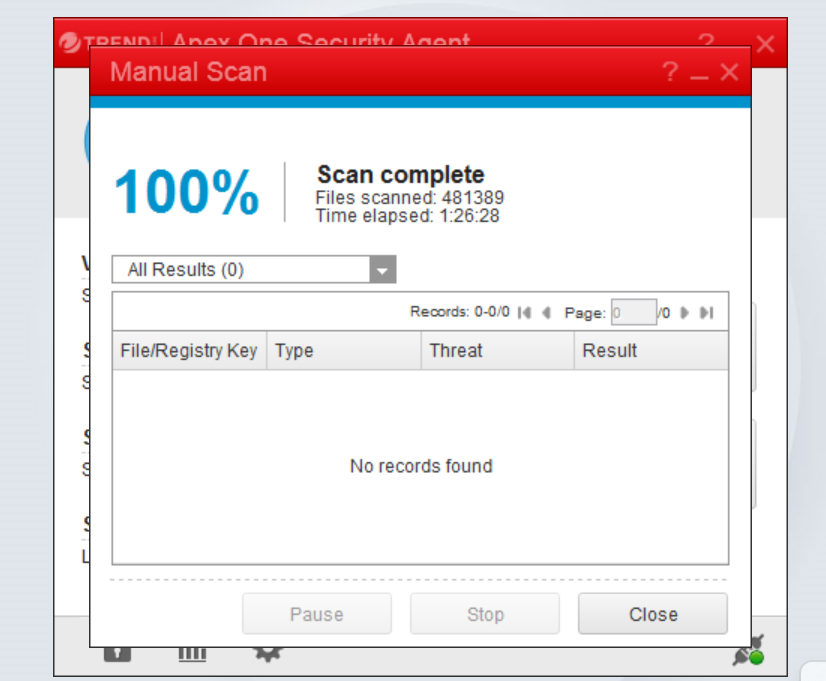 TREND | Apex One Security Agent ?
Manual Scan ?
100%
Scan complete
Files scanned: 481389
Time elapsed: 1:26:28
All Results (0)
Records: 0-0/0 Page: 0 /0
File/Registry Key Type Threat Result
No records found
Pause Stop Close